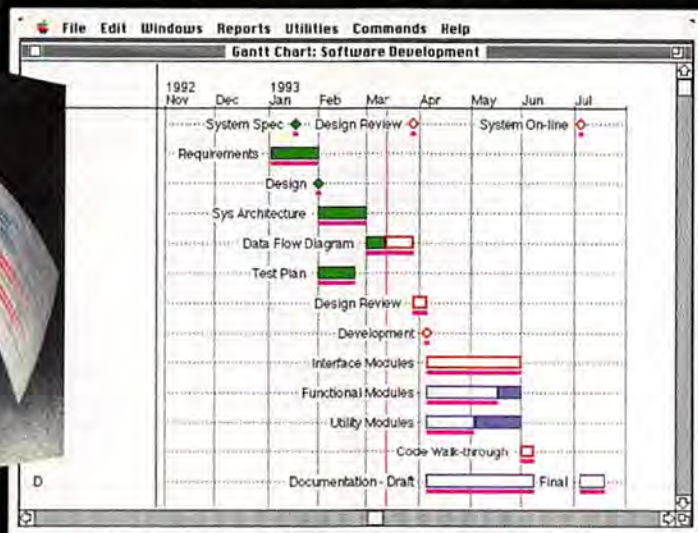 File Edit Windows Reports Utilities Commands Help
Gantt Chart: Software Development
1992 1993
Nov Dec Jan Feb Mar Apr May Jun Jul
System Spec Design Review System On-line
Requirements
Design
Sys Architecture
Data Flow Diagram
Test Plan
Design Review
Development
Interface Modules
Functional Modules
Utility Modules
Code Walk-through
D Documentation - Draft Final